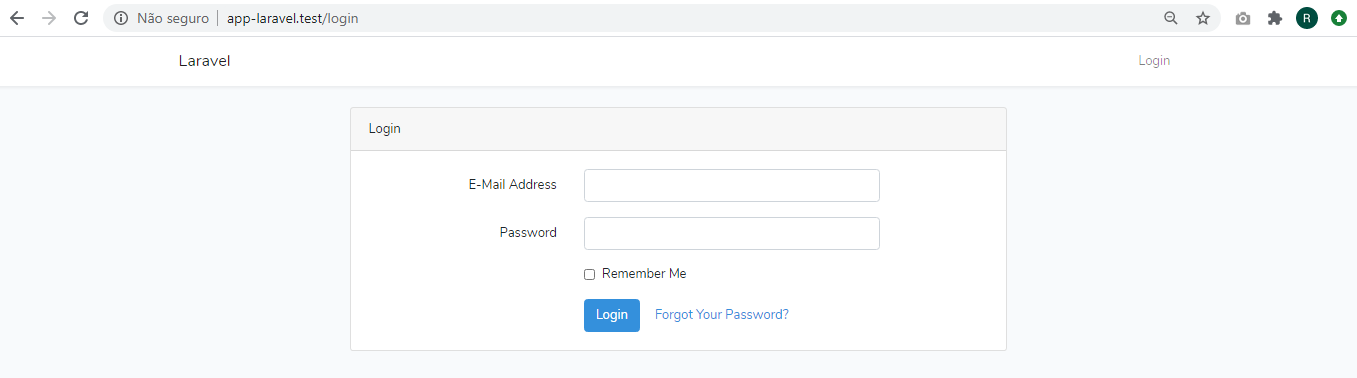 Não seguro app-laravel.test/login
R
Laravel Login
Login
E-Mail Address
Password
Remember Me
Login Forgot Your Password?